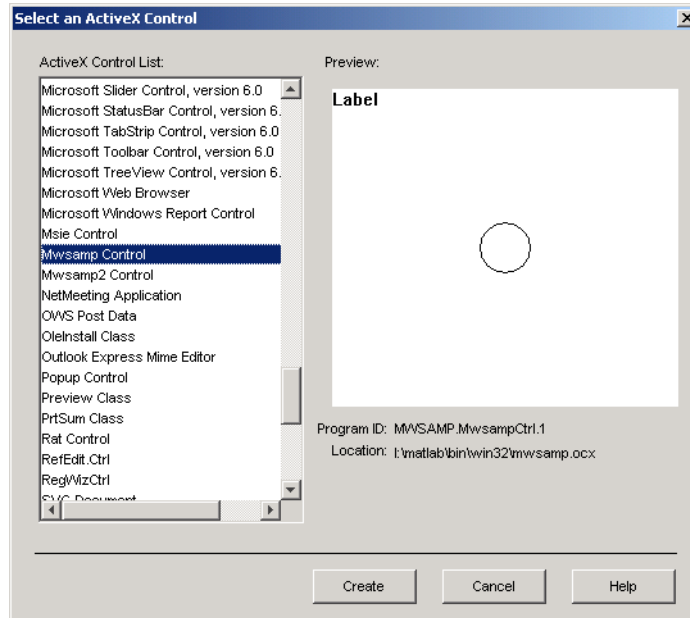 Select an ActiveX Control
ActiveX Control List:
Microsoft Slider Control, version 6.0
Microsoft StatusBar Control, version 6.
Microsoft TabStrip Control, version 6.0
Microsoft Toolbar Control, version 6.0
Microsoft TreeView Control, version 6.
Microsoft Web Browser
Microsoft Windows Report Control
Msie Control
Mwsamp Control
Mwsamp2 Control
NetMeeting Application
OWS Post Data
OleInstall Class
Outlook Express Mime Editor
Popup Control
Preview Class
PrtSum Class
Rat Control
RefEdit.Ctrl
RegWizCtrl
SVG Document
Preview:
Label
Program ID: MWSAMP.MwsampCtrl.1
Location: I:\matlab\bin\win32\mwsamp.ocx
Create Cancel Help